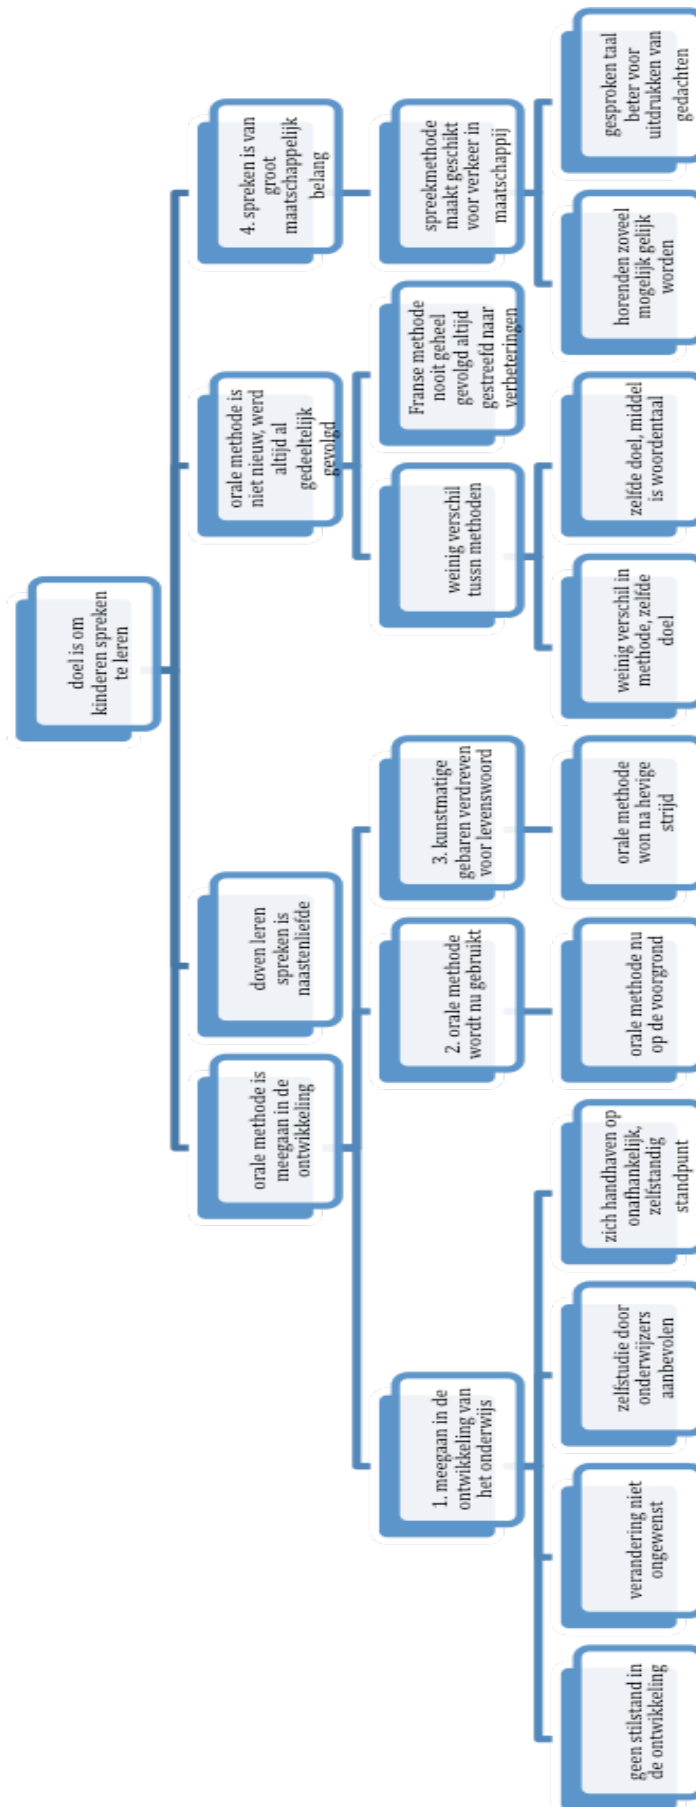 doel is om
kinderen spreken
te leren
orale methode is
meegaan in de
ontwikkeling
doven leren
spreken is
naastenliefde
orale methode is
niet nieuw, werd
altijd al
gedeeltelijk
gevolgd
4. spreken is van
groot
maatschappelijk
belang
1. meegaan in de
ontwikkeling van
het onderwijs
2. orale methode
wordt nu gebruikt
3. kunstmatige
gebaren verdreven
voor levenswoord
weinig verschil
tussn methoden
Franse methode
nooit geheel
gevolgd altijd
gestreefd naar
verbeteringen
spreekmethode
maakt geschikt
voor verkeer in
maatschappij
geen stilstand in
de ontwikkeling
verandering niet
ongewenst
zelfstudie door
onderwijzers
aanbevolen
zich handhaven op
onafhankelijk,
zelfstandig
standpunt
orale methode nu
op de voorgrond
orale methode
won na hevige
strijd
weinig verschil in
methode, zelfde
doel
zelfde doel, middel
is woordentaal
horenden zoveel
mogelijk gelijk
worden
gesproken taal
beter voor
uitdrukken van
gedachten